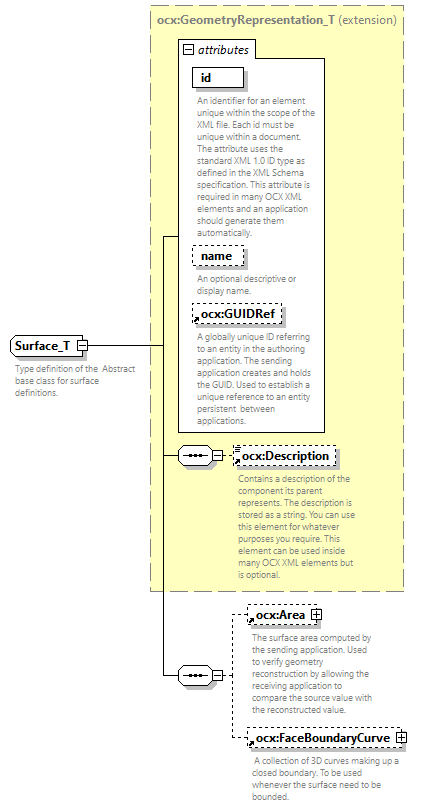 ocx:GeometryRepresentation_T (extension)
attributes
id
An identifier for an element
unique within the scope of the
XML file. Each id must be
unique within a document.
The attribute uses the
standard XML 1.0 ID type as
defined in the XML Schema
specification. This attribute is
required in many OCX XML
elements and an application
should generate them
automatically.
name
An optional descriptive or
display name.
ocx:GUIDRef
A globally unique ID referring
to an entity in the authoring
application. The sending
application creates and holds
the GUID. Used to establish a
unique reference to an entity
persistent between
applications.
Surface_T
Type definition of the Abstract
base class for surface
definitions.
ocx:Description
Contains a description of the
component its parent
represents. The description is
stored as a string. You can use
this element for whatever
purposes you require. This
element can be used inside
many OCX XML elements but
is optional.
ocx:Area
The surface area computed by
the sending application. Used
to verify geometry
reconstruction by allowing the
receiving application to
compare the source value with
the reconstructed value.
ocx:FaceBoundaryCurve
A collection of 3D curves making up a
closed boundary. To be used
whenever the surface need to be
bounded.